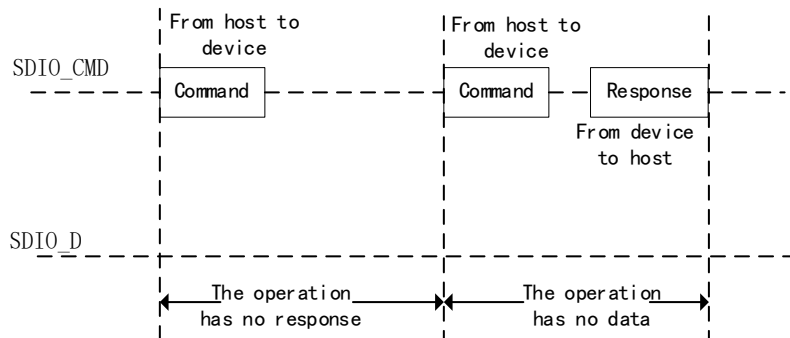 From host to
device
From host to
device
SDIO_CMD
Command
Command
Response
From device
to host
SDIO_D
The operation
has no response
The operation
has no data